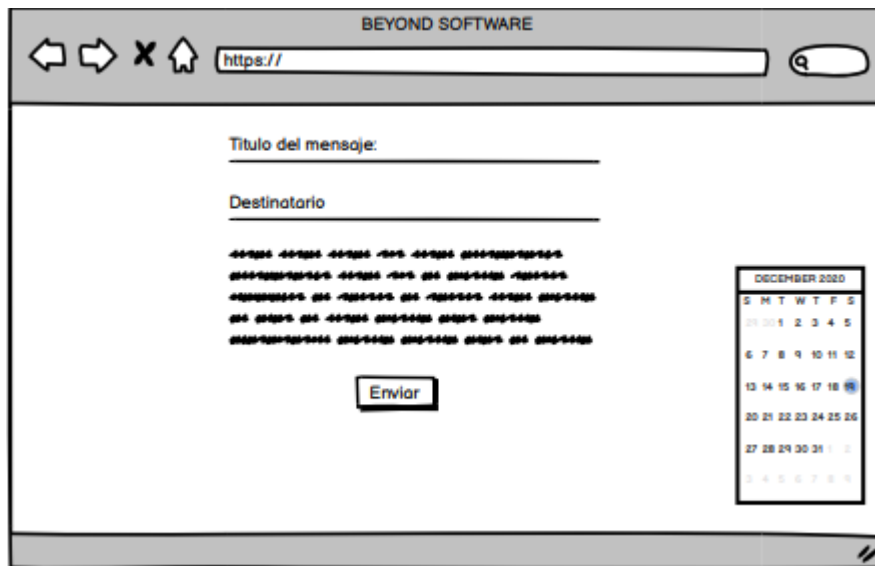 BEYOND SOFTWARE
https://
Titulo del mensaje:
Destinatario
Enviar
DECEMBER 2020
S M T W T F S
29 30 1 2 3 4 5
6 7 8 9 10 11 12
13 14 15 16 17 18 19
20 21 22 23 24 25 26
27 28 29 30 31 1 2
3 4 5 6 7 8 9